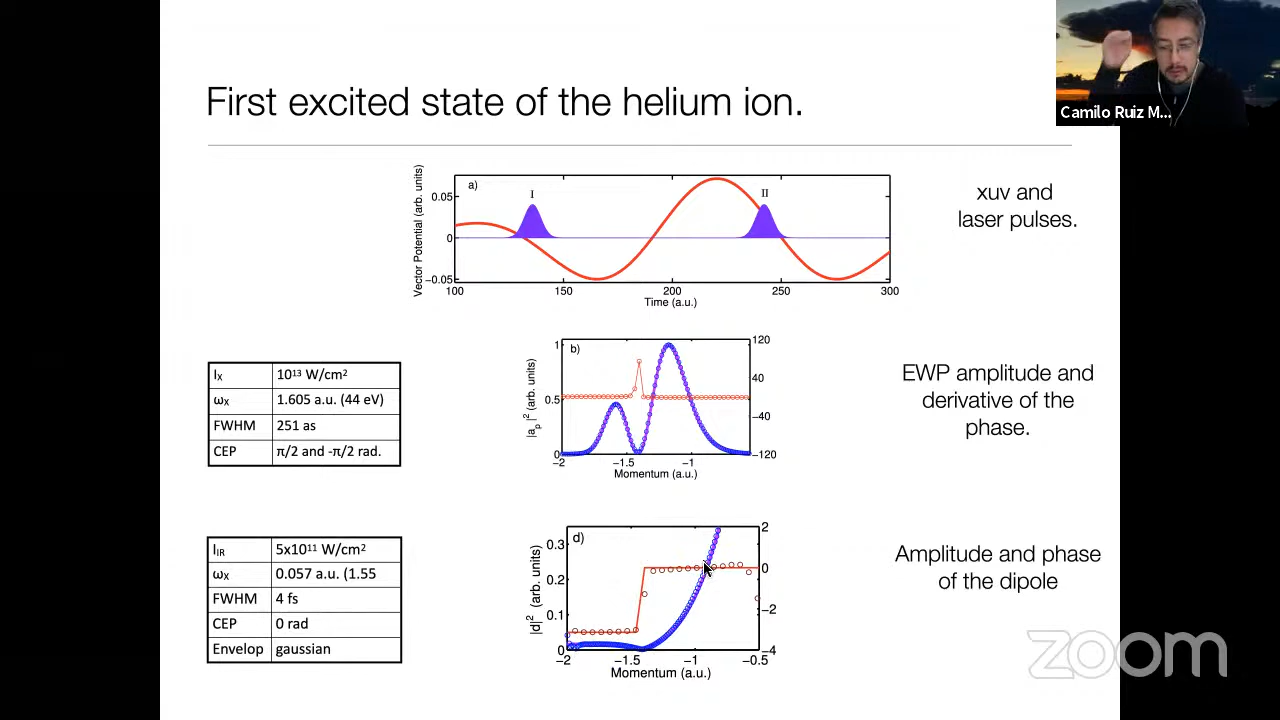 Camilo Ruiz M...
First excited state of the helium ion.
a)
I
II
Vector Potential (arb. units)
0.05
0
−0.05
100
150
200
250
300
Time (a.u.)
xuv and
laser pulses.
Iₓ 10¹³ W/cm²
ωₓ 1.605 a.u. (44 eV)
FWHM 251 as
CEP π/2 and -π/2 rad.
b)
|aₚ|² (arb. units)
1
0.5
0
120
40
−40
−120
−2
−1.5
−1
Momentum (a.u.)
EWP amplitude and
derivative of the
phase.
I_IR 5x10¹¹ W/cm²
ωₓ 0.057 a.u. (1.55
FWHM 4 fs
CEP 0 rad
Envelop gaussian
d)
|d|² (arb. units)
0.3
0.2
0.1
0
2
0
−2
−4
−2
−1.5
−1
−0.5
Momentum (a.u.)
Amplitude and phase
of the dipole
zoom